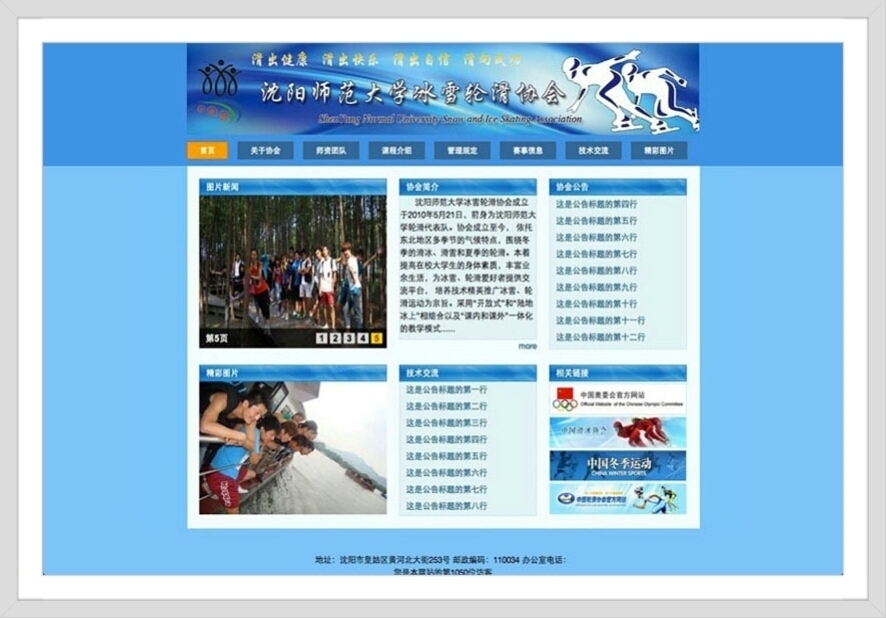 滑出健康 滑出快乐 滑出自信 滑向成功
沈阳师范大学冰雪轮滑协会
ShenYang Normal University Snow and Ice Skating Association
首页 关于协会 师资团队 课程介绍 管理规定 赛事信息 技术交流 精彩图片
图片新闻
第5页 1 2 3 4 5
协会简介
沈阳师范大学冰雪轮滑协会成立
于2010年5月21日，前身为沈阳师范大
学轮滑代表队。协会成立至今， 依托
东北地区多季节的气候特点，围绕冬
季的滑冰、滑雪和夏季的轮滑。本着
提高在校大学生的身体素质，丰富业
余生活，为冰雪、轮滑爱好者提供交
流平台， 培养技术精英推广冰雪、轮
滑运动为宗旨。采用“开放式”和“陆地
冰上”相组合以及“课内和课外”一体化
的教学模式......
more
协会公告
这是公告标题的第四行
这是公告标题的第五行
这是公告标题的第六行
这是公告标题的第七行
这是公告标题的第八行
这是公告标题的第九行
这是公告标题的第十行
这是公告标题的第十一行
这是公告标题的第十二行
精彩图片
技术交流
这是公告标题的第一行
这是公告标题的第二行
这是公告标题的第三行
这是公告标题的第四行
这是公告标题的第五行
这是公告标题的第六行
这是公告标题的第七行
这是公告标题的第八行
相关链接
中国奥委会官方网站
Official Website of the Chinese Olympic Committee
中国滑冰协会
中国冬季运动
CHINA WINTER SPORTS
中国轮滑协会官方网站
地址：沈阳市皇姑区黄河北大街253号 邮政编码：110034 办公室电话：
您是本网站的第1050位访客